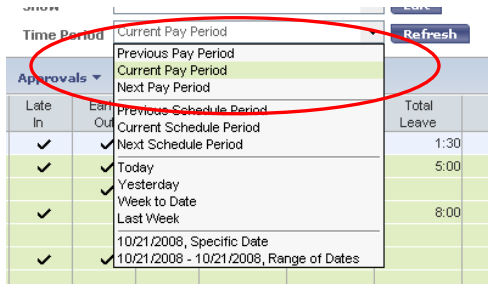 Show Edit
Time Period Current Pay Period Refresh
Previous Pay Period
Current Pay Period
Next Pay Period
Approvals
Late In
Out
Total Leave
Previous Schedule Period
Current Schedule Period
Next Schedule Period
1:30
Today
5:00
Yesterday
Week to Date
Last Week
8:00
10/21/2008, Specific Date
10/21/2008 - 10/21/2008, Range of Dates